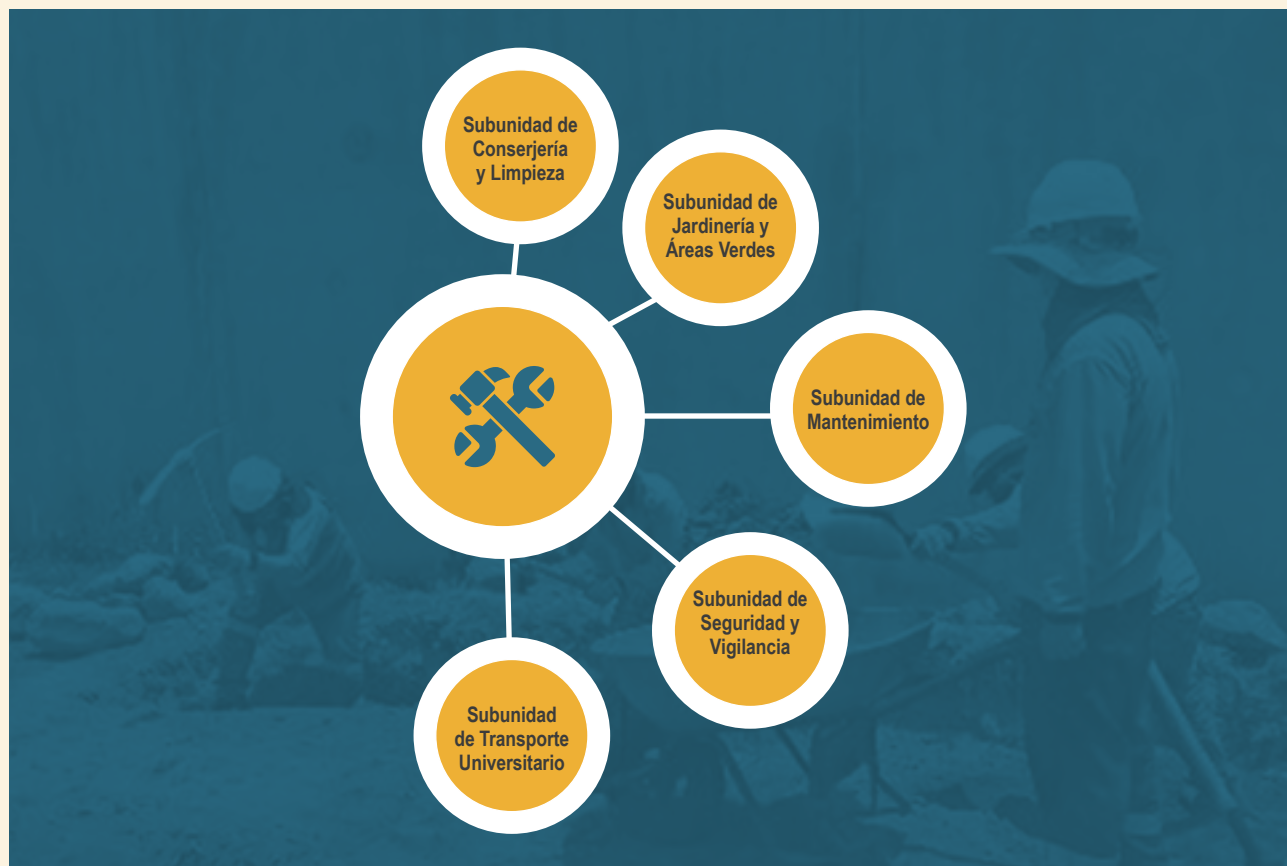 Subunidad de
Conserjería
y Limpieza
Subunidad de
Jardinería y
Áreas Verdes
Subunidad de
Mantenimiento
Subunidad de
Seguridad y
Vigilancia
Subunidad
de Transporte
Universitario